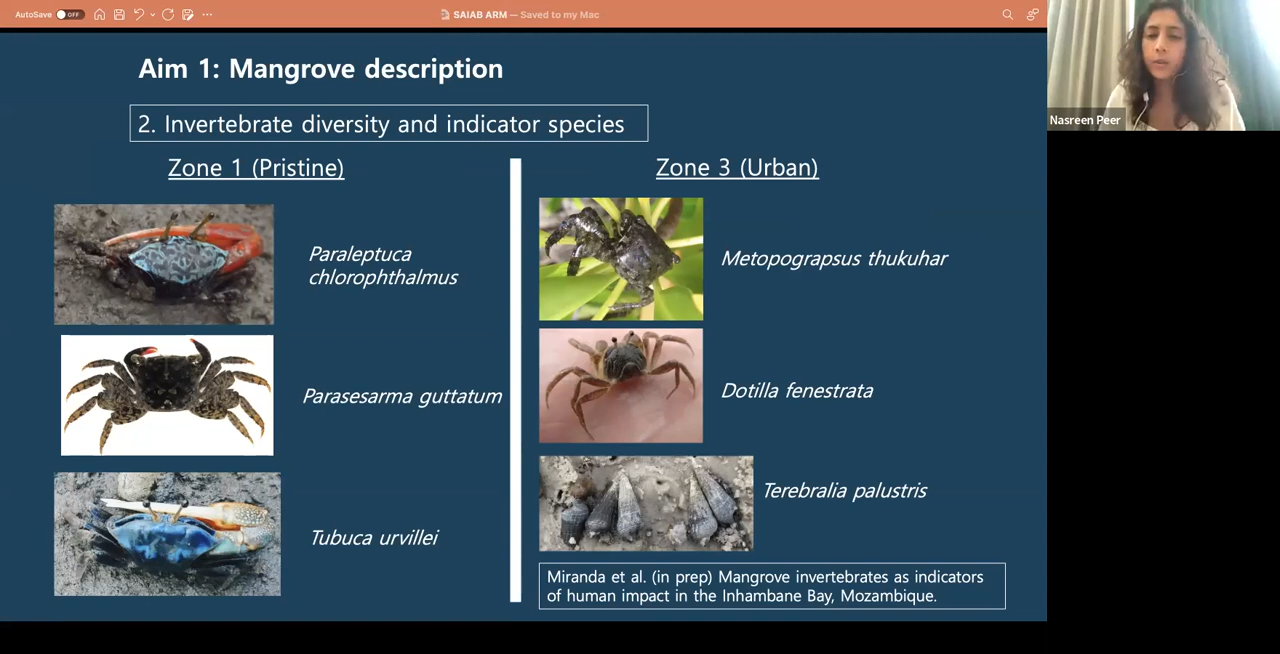 AutoSave OFF
SAIAB ARM — Saved to my Mac
Nasreen Peer
Aim 1: Mangrove description
2. Invertebrate diversity and indicator species
Zone 1 (Pristine)
Paraleptuca
chlorophthalmus
Parasesarma guttatum
Tubuca urvillei
Zone 3 (Urban)
Metopograpsus thukuhar
Dotilla fenestrata
Terebralia palustris
Miranda et al. (in prep) Mangrove invertebrates as indicators
of human impact in the Inhambane Bay, Mozambique.